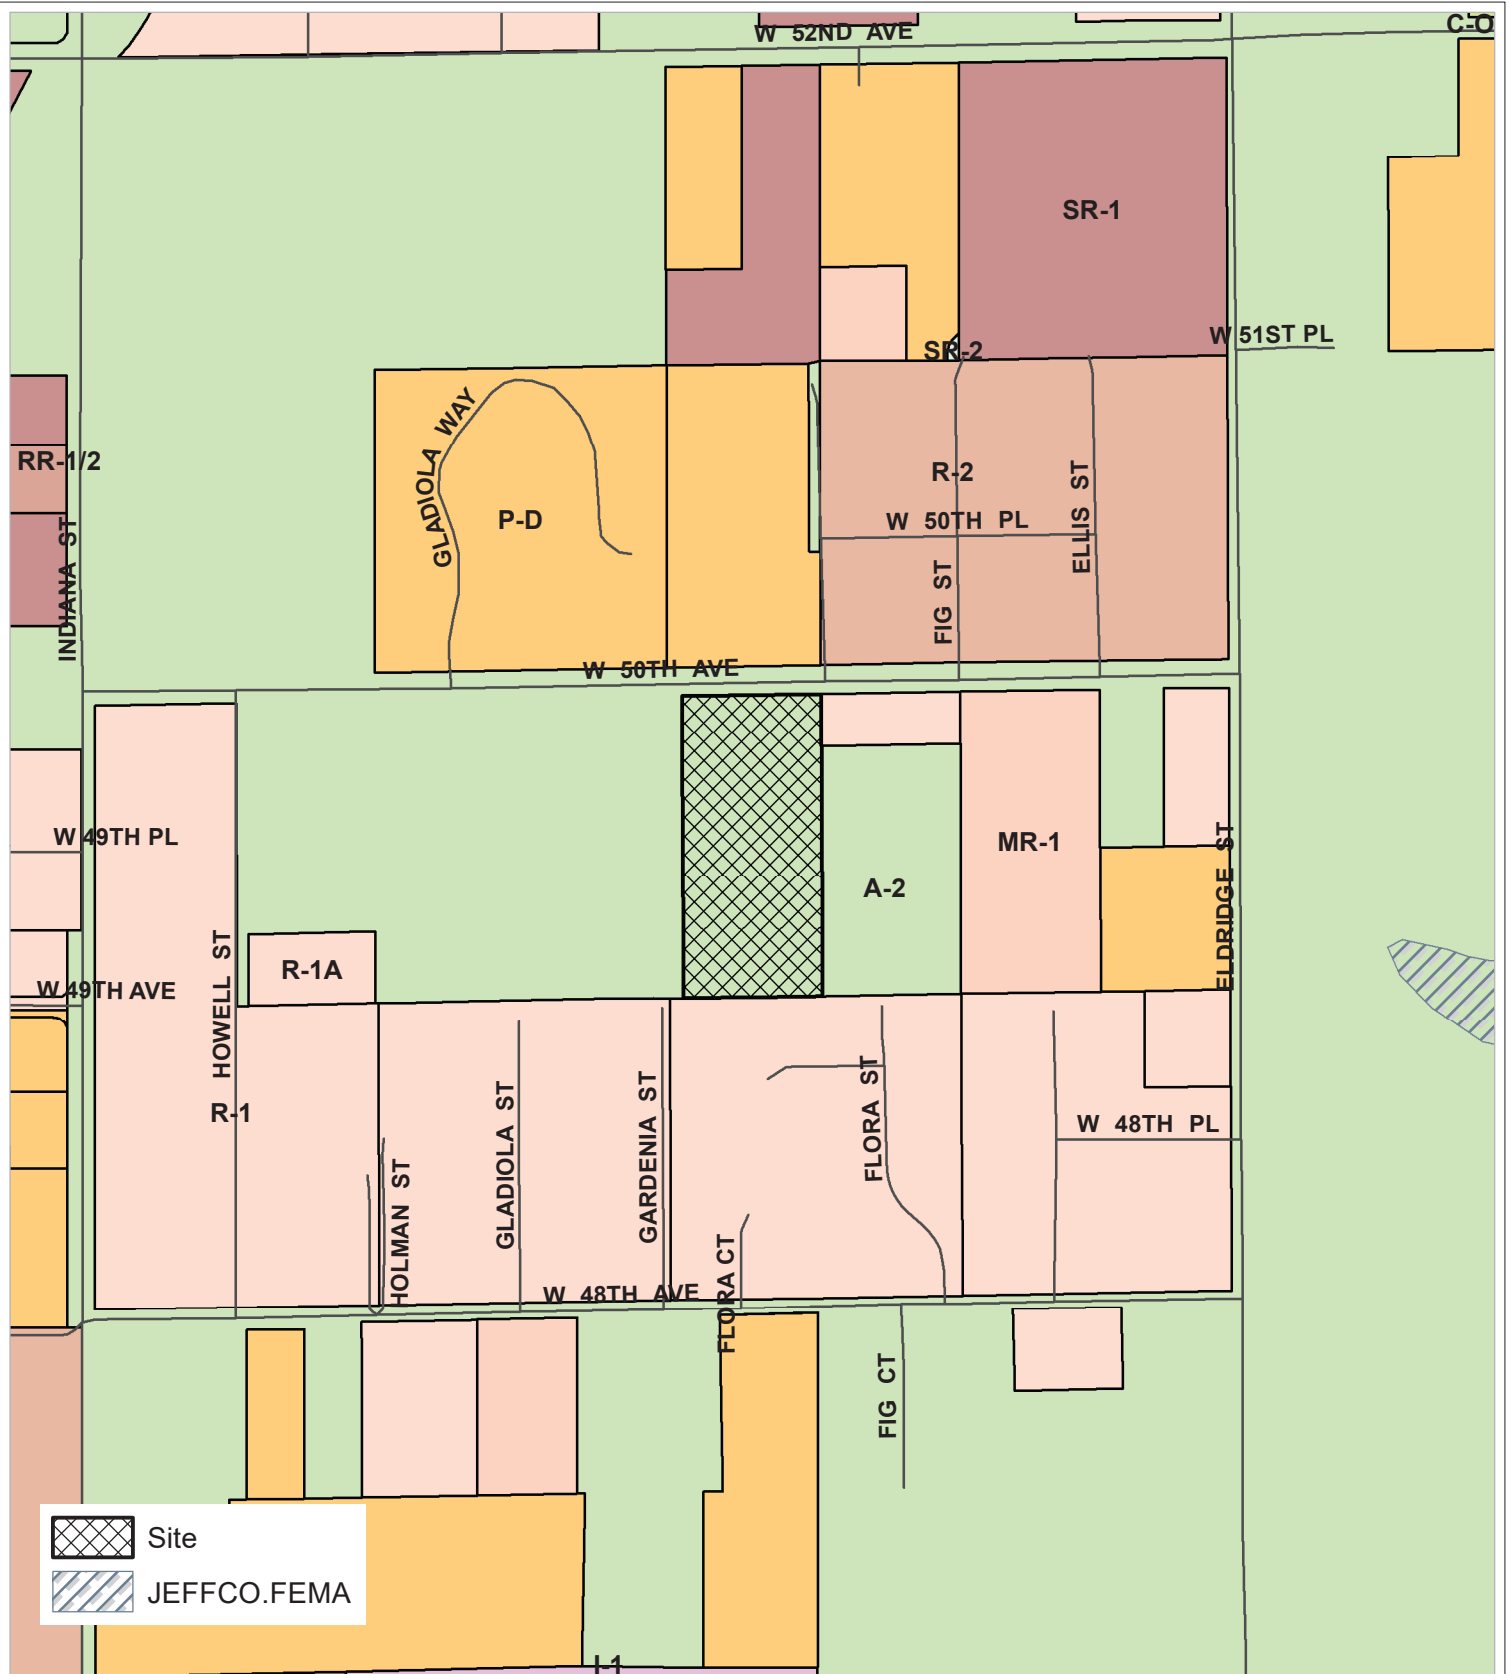 C-O
W 52ND AVE
SR-1
W 51ST PL
SR-2
GLADIOLA WAY
RR-1/2
R-2
P-D
W 50TH PL
ELLIS ST
INDIANA ST
FIG ST
W 50TH AVE
W 49TH PL
MR-1
A-2
ELDRIDGE ST
HOWELL ST
R-1A
W 49TH AVE
R-1
FLORA ST
W 48TH PL
GLADIOLA ST
GARDENIA ST
HOLMAN ST
W 48TH AVE
FLORA CT
FIG CT
Site
JEFFCO.FEMA
I-1